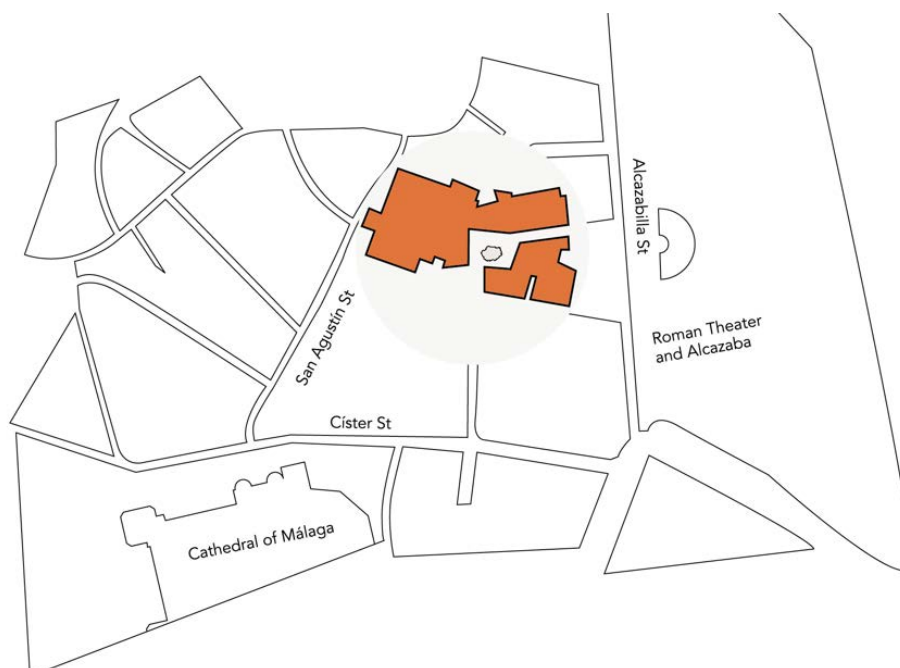 Alcazabilla St
San Agustín St
Roman Theater
and Alcazaba
Císter St
Cathedral of Málaga